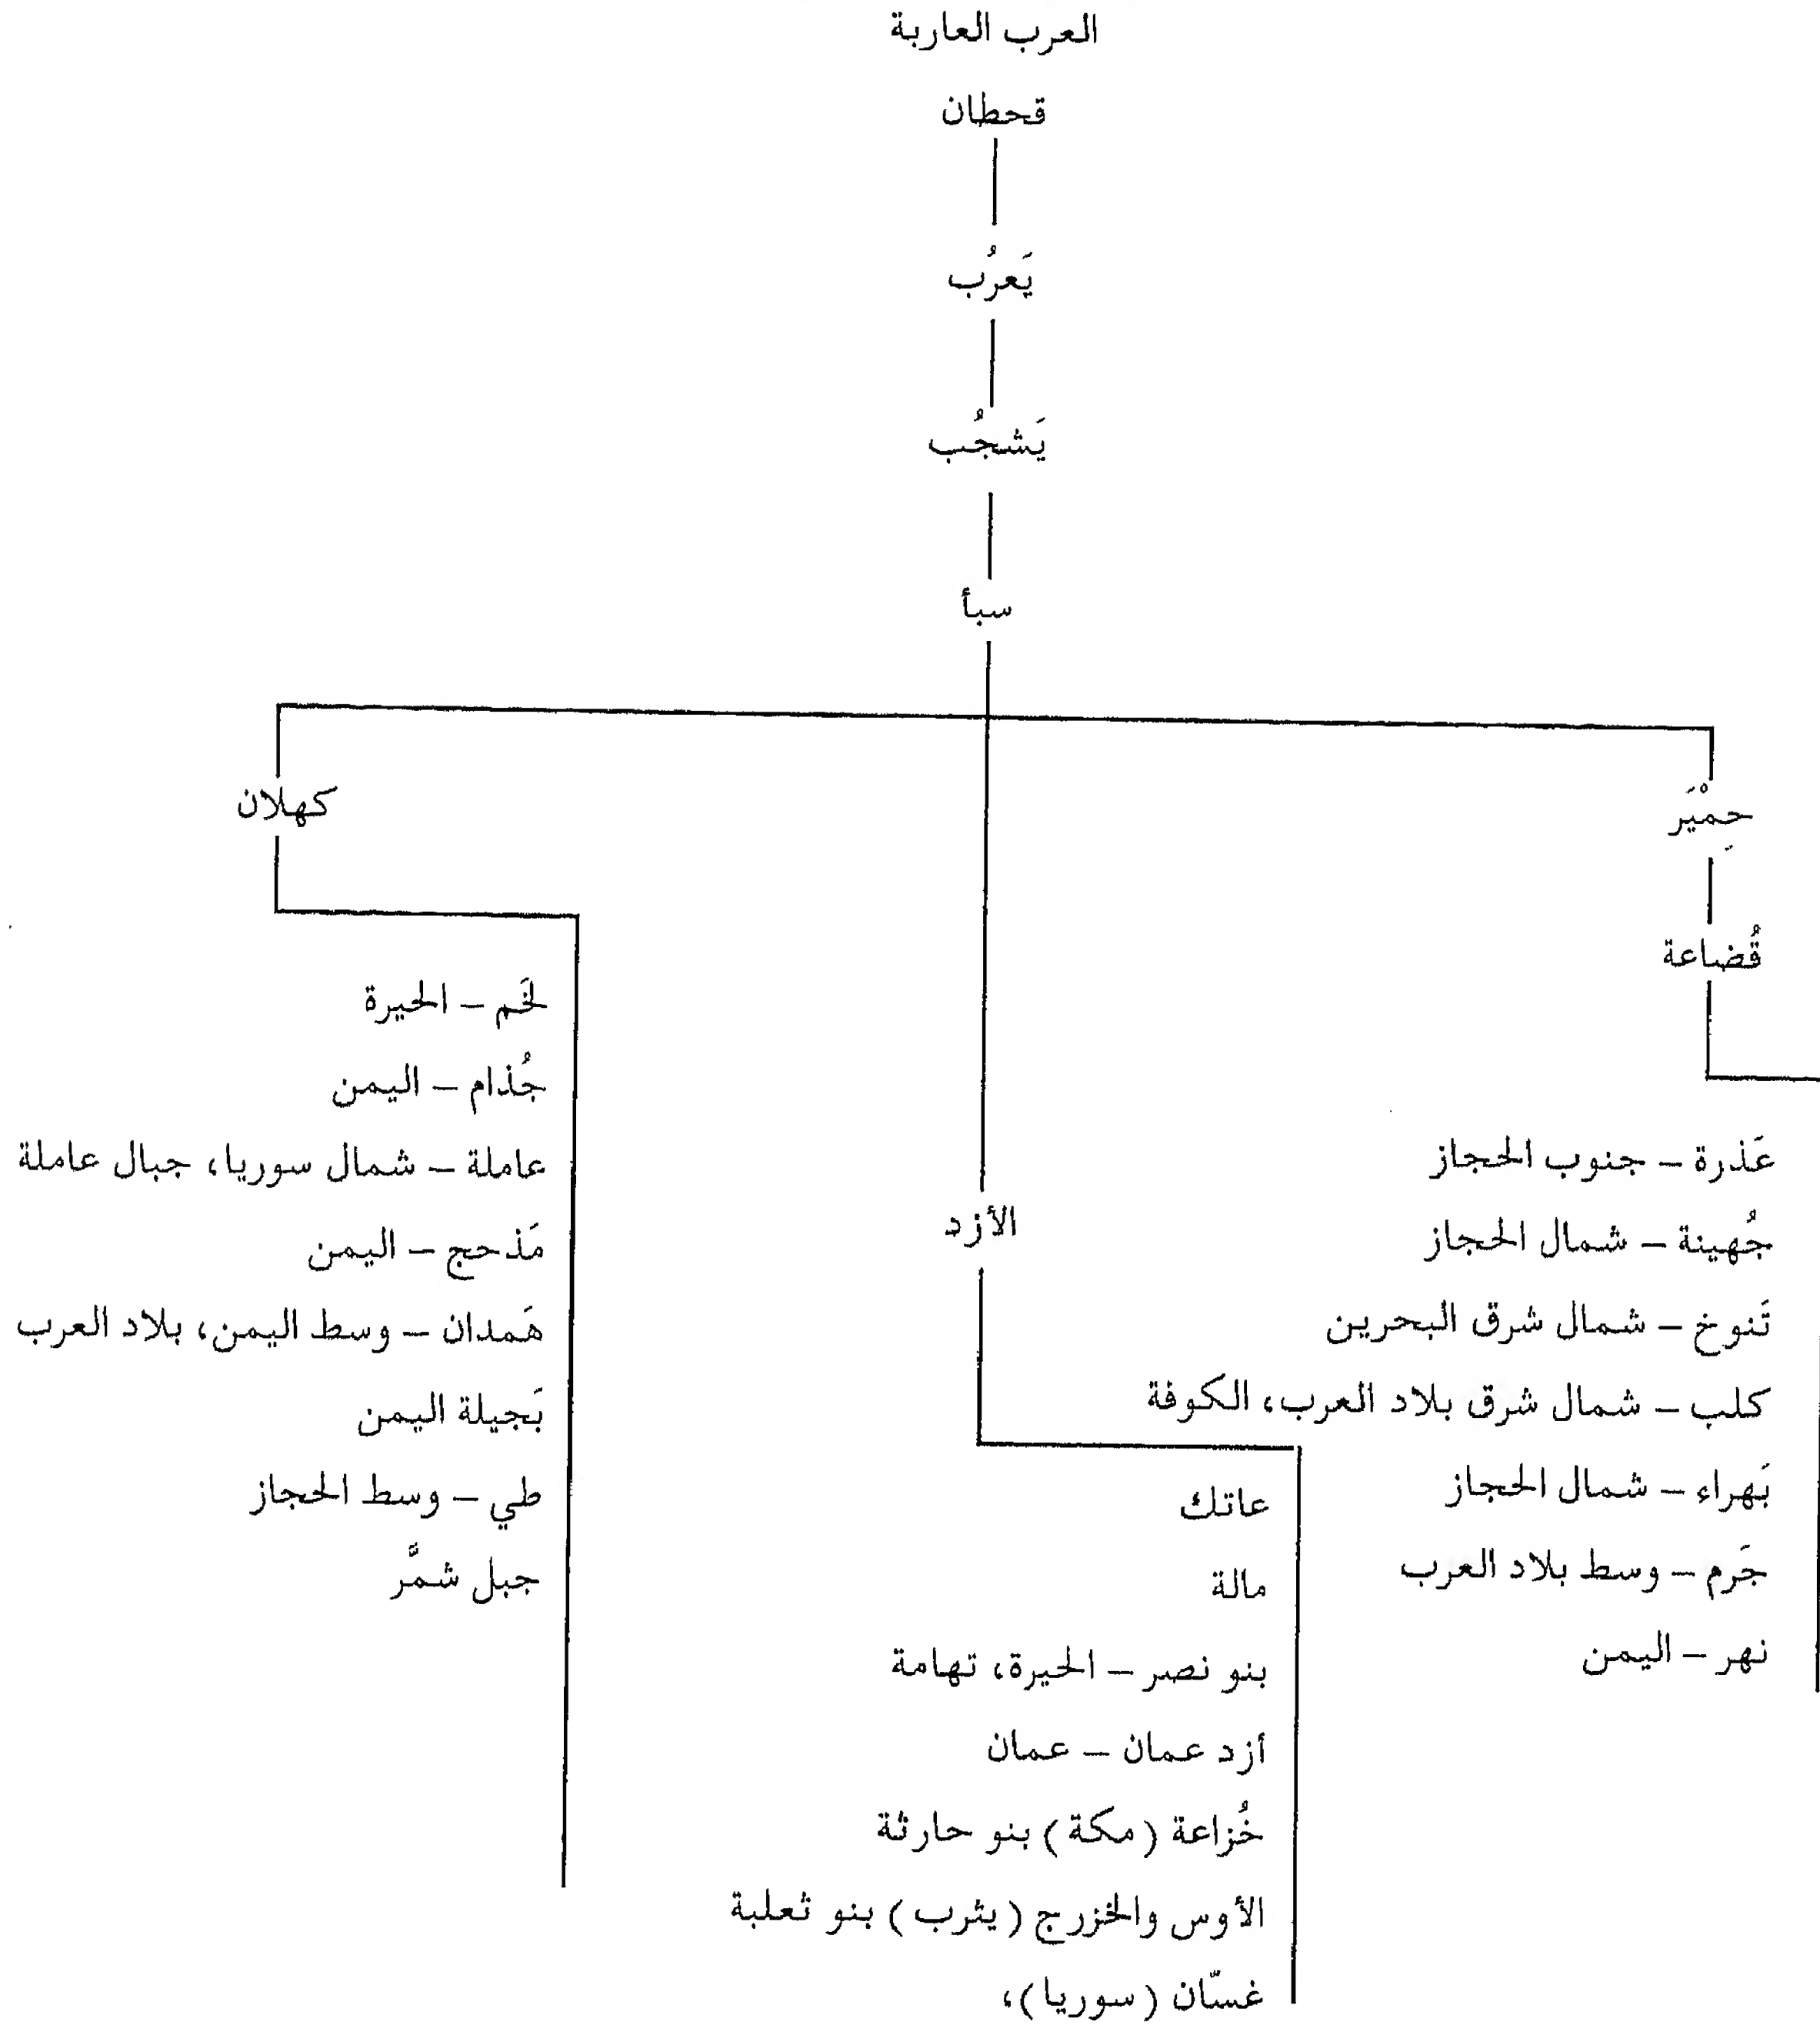 العرب العاربة
قحطان
يَعرُب
يَشجُب
سبأ
حِمْيَر
قُضاعة
عَذرة – جنوب الحجاز
جُهينة – شمال الحجاز
تَنوخ – شمال شرق البحرين
كلب – شمال شرق بلاد العرب، الكوفة
بَهراء – شمال الحجاز
جَرم – وسط بلاد العرب
نهر – اليمن
الأزد
عاتك
مالة
بنو نصر – الحيرة، تهامة
أزد عمان – عمان
خُزاعة (مكة) بنو حارثة
الأوس والخزرج (يثرب) بنو ثعلبة
غسّان (سوريا)،
كهلان
لَخم – الحيرة
جُذام – اليمن
عاملة – شمال سوريا، جبال عاملة
مَذحج – اليمن
هَمدان – وسط اليمن، بلاد العرب
بَجيلة اليمن
طي – وسط الحجاز
جبل شمَّر